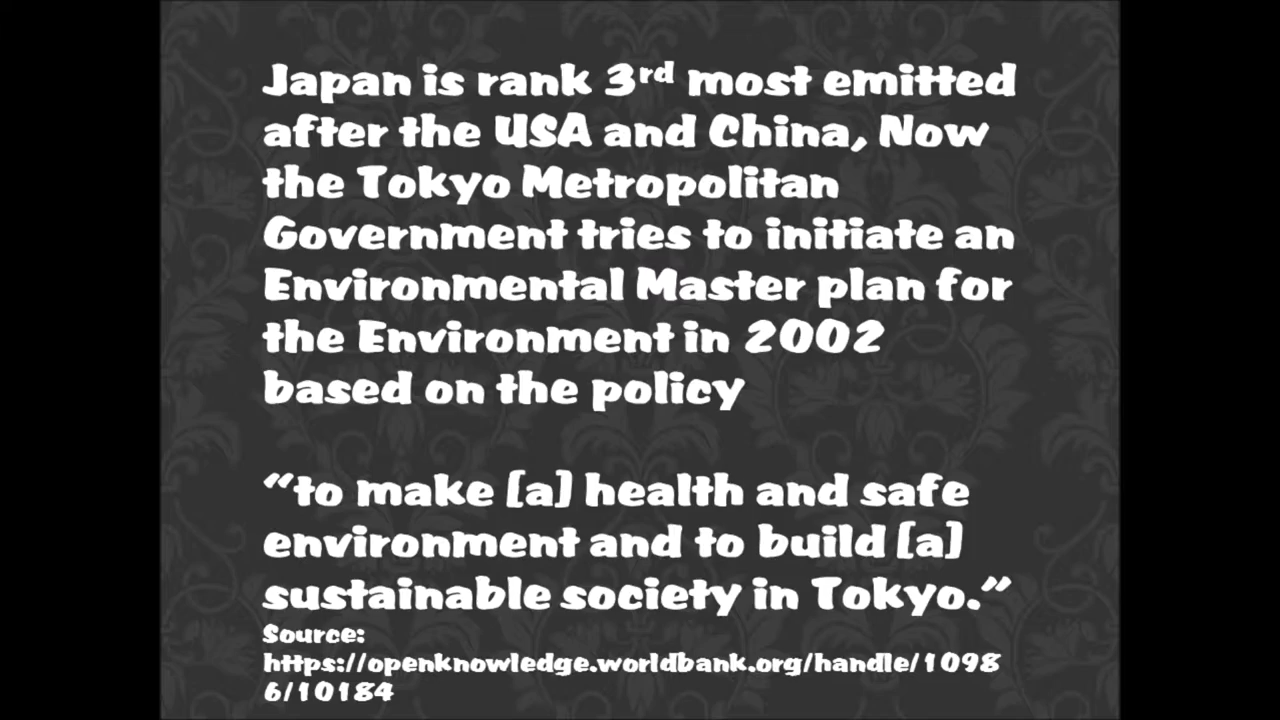 Japan is rank 3rd most emitted
after the USA and China, Now
the Tokyo Metropolitan
Government tries to initiate an
Environmental Master plan for
the Environment in 2002
based on the policy
“to make [a] health and safe
environment and to build [a]
sustainable society in Tokyo.”
Source:
https://openknowledge.worldbank.org/handle/1098
6/10184